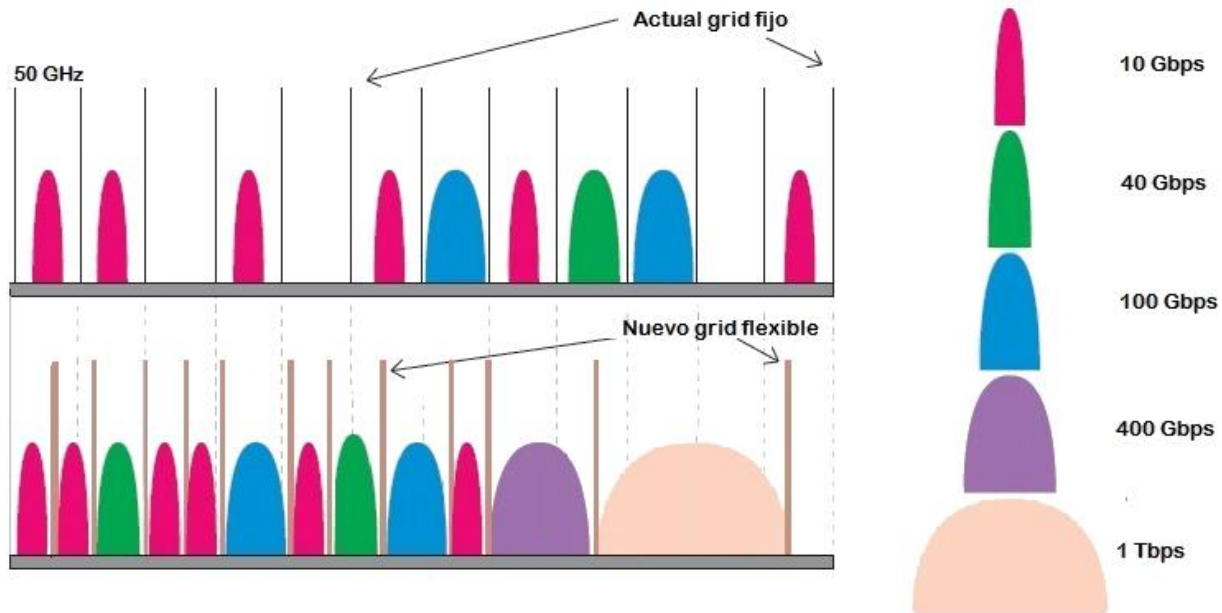 Actual grid fijo
50 GHz
Nuevo grid flexible
10 Gbps
40 Gbps
100 Gbps
400 Gbps
1 Tbps